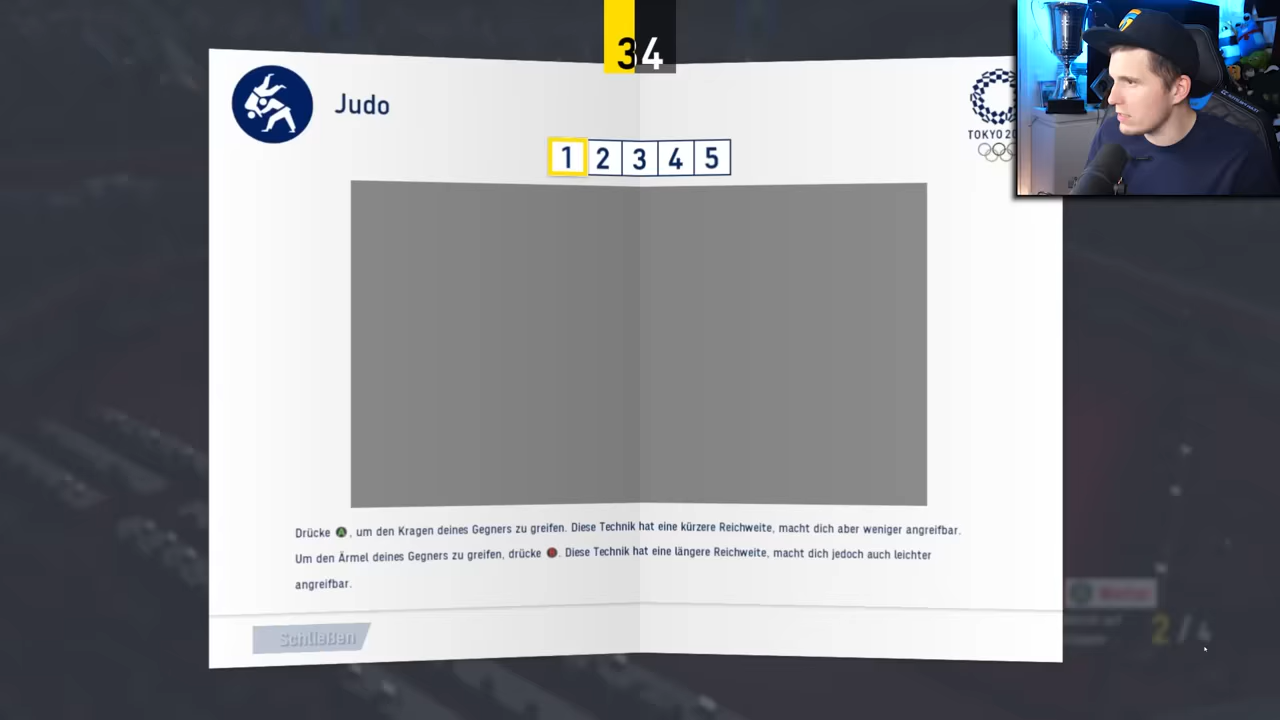 34
Judo
TOKYO 20
1 2 3 4 5
Drücke A, um den Kragen deines Gegners zu greifen. Diese Technik hat eine kürzere Reichweite, macht dich aber weniger angreifbar.
Um den Ärmel deines Gegners zu greifen, drücke B. Diese Technik hat eine längere Reichweite, macht dich jedoch auch leichter
angreifbar.
Schließen
2/4